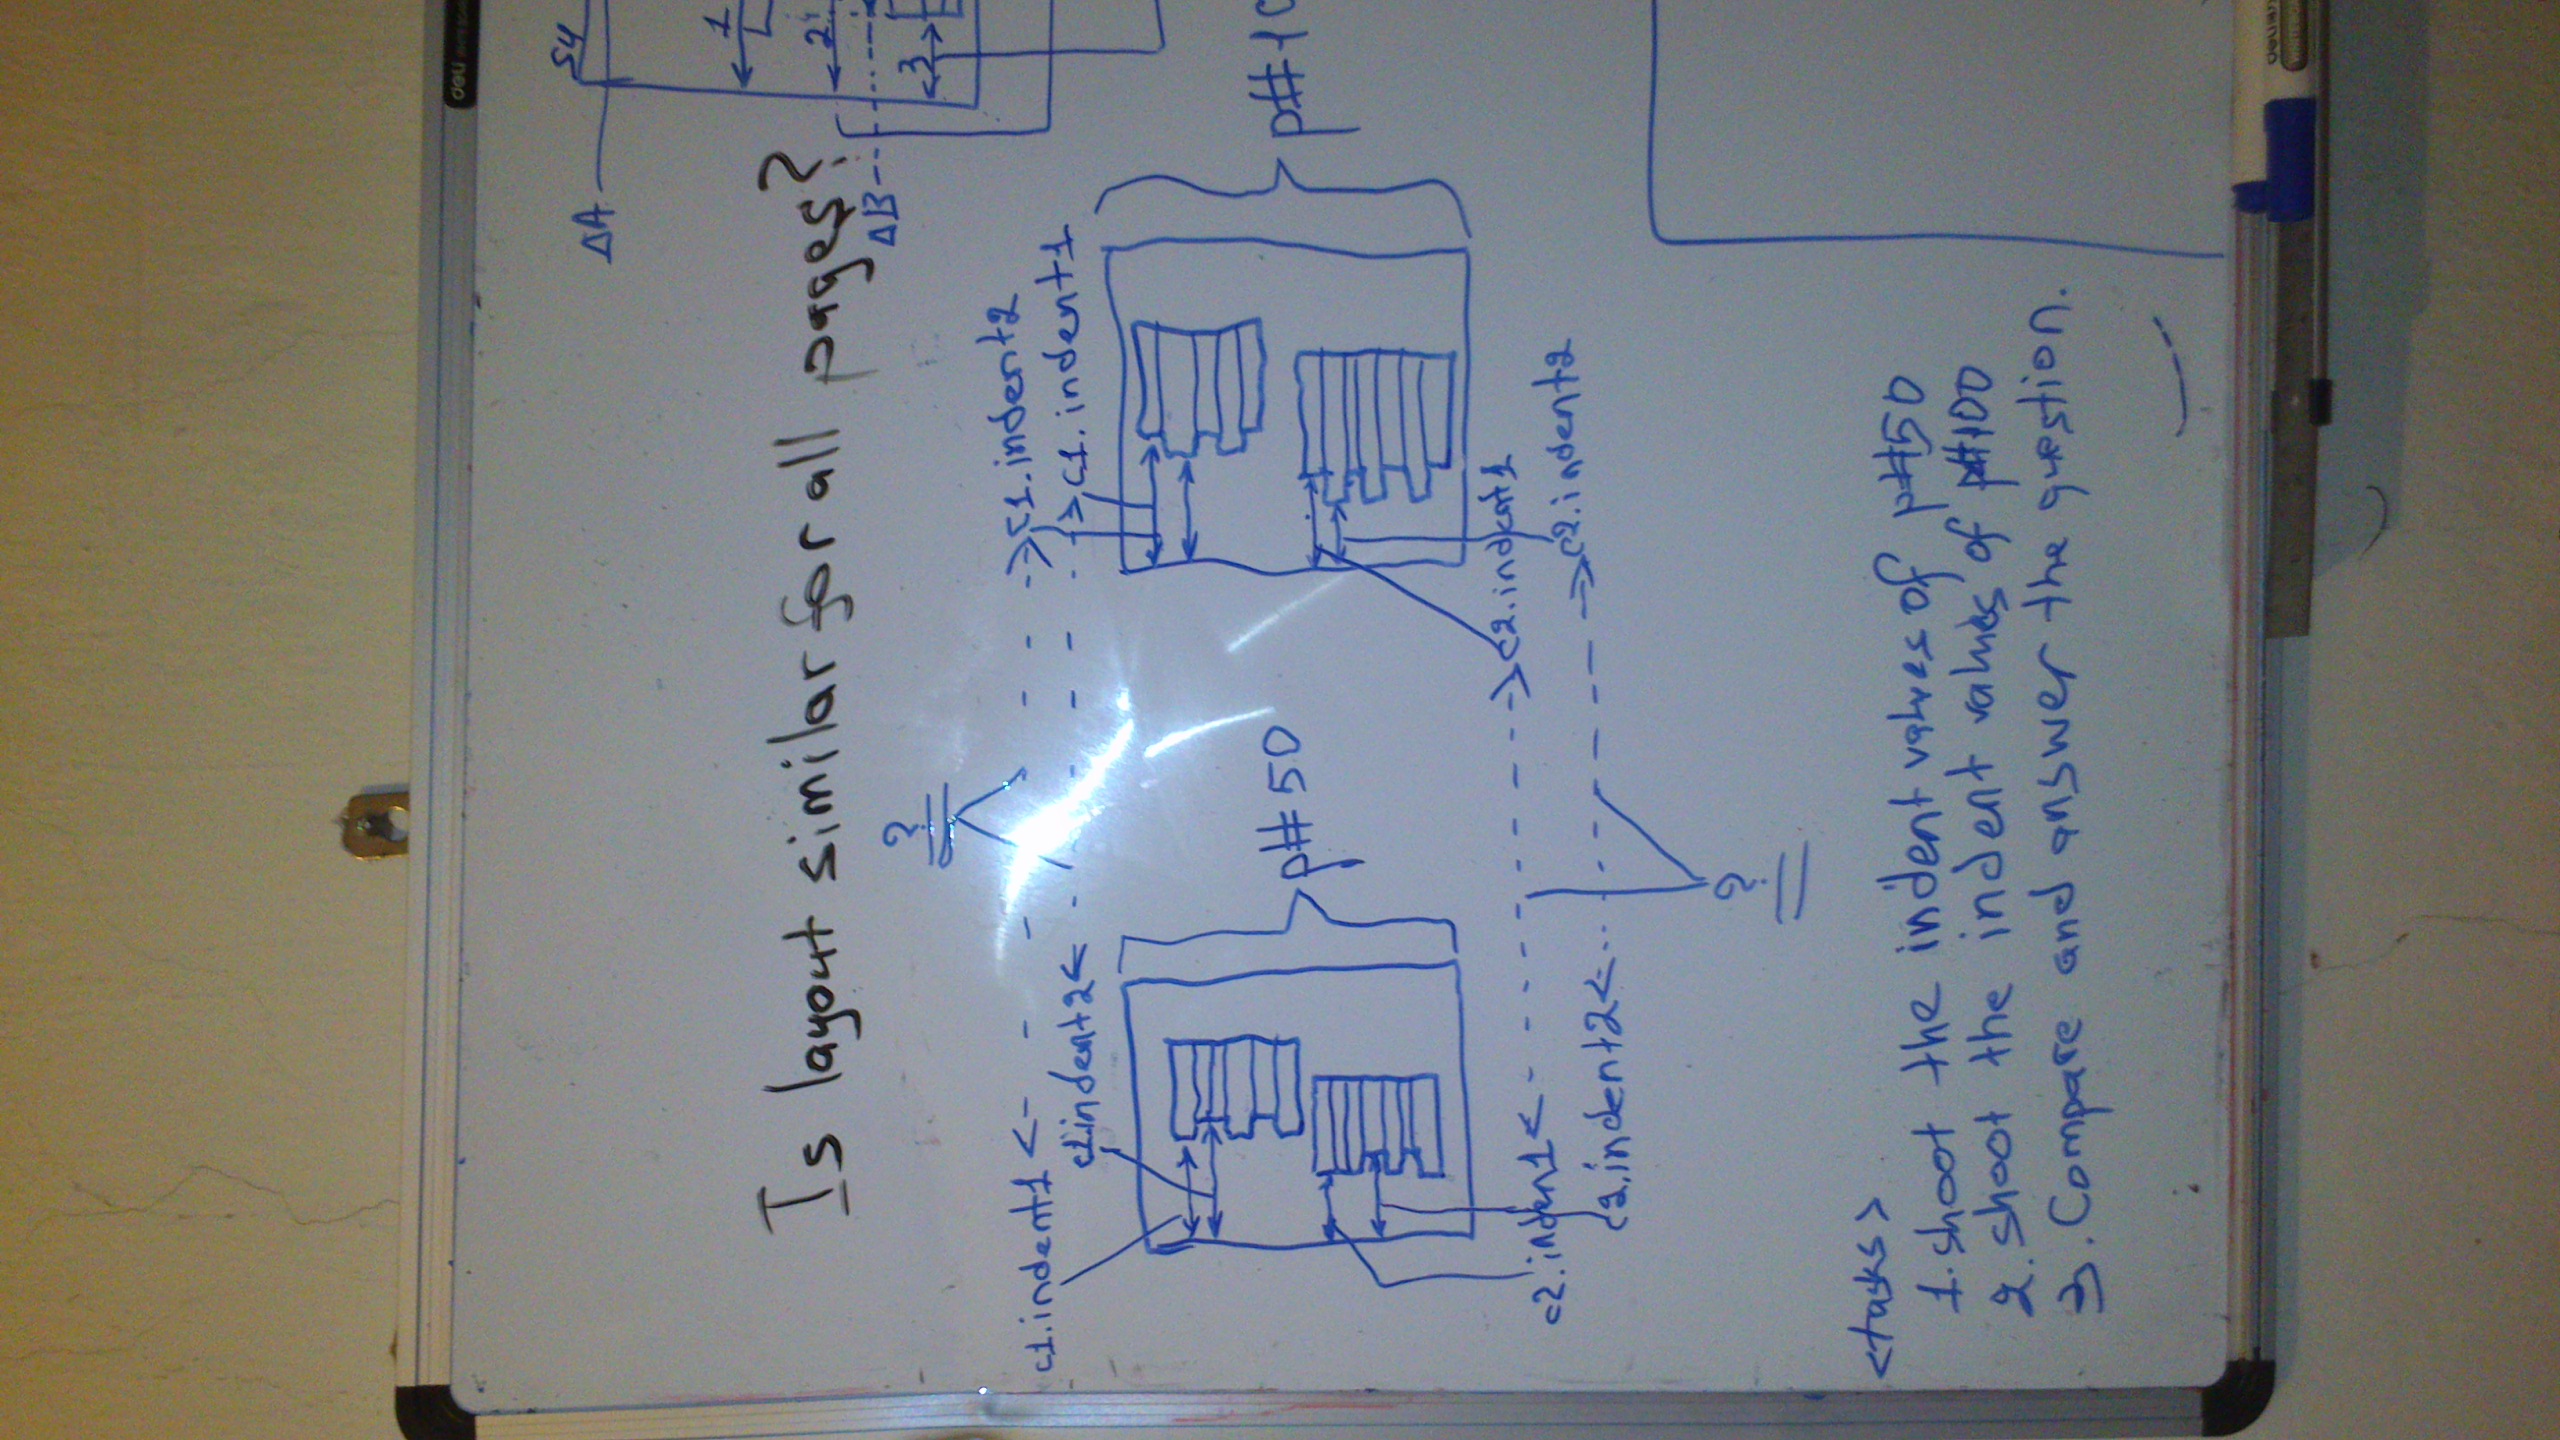 deli
S4
ΔA
1
Is layout similar for all pages?
2
ΔB
3
?
c1.indent1
c1.indent2
c1.indent2
c1.indent1
p#50
p#10
c2.inden1
c2.indent1
c2.indent2
c2.indent2
?
<tasks>
1. shoot the indent values of p#50
2. shoot the indent values of p#100
3. Compare and answer the question.